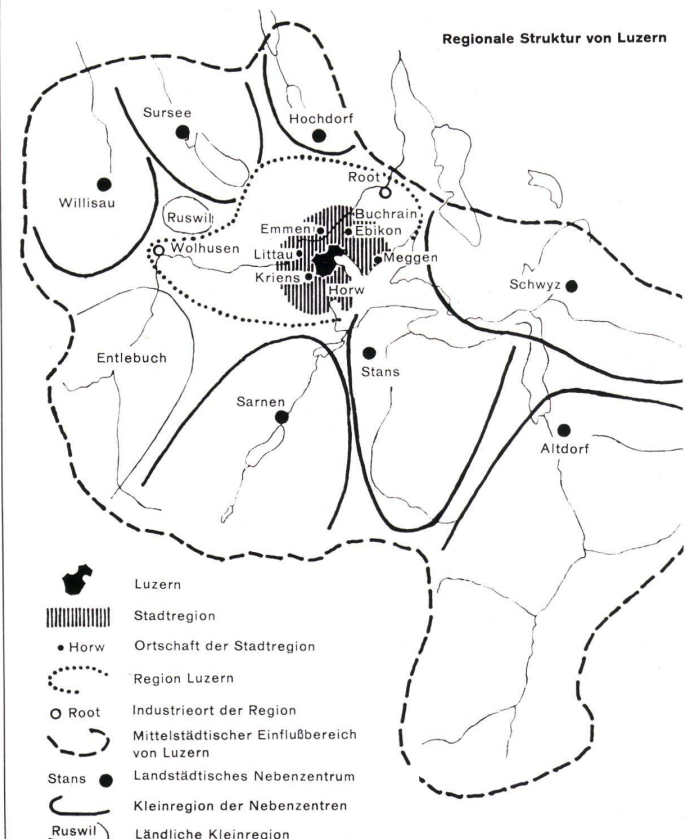 Regionale Struktur von Luzern
Sursee
Hochdorf
Root
Willisau
Ruswil
Buchrain
Emmen
Ebikon
Wolhusen
Littau
Meggen
Kriens
Horw
Schwyz
Entlebuch
Stans
Sarnen
Altdorf
Luzern
Stadtregion
Horw Ortschaft der Stadtregion
Region Luzern
Root Industrieort der Region
Mittelstädtischer Einflußbereich
von Luzern
Stans Landstädtisches Nebenzentrum
Kleinregion der Nebenzentren
Ruswil Ländliche Kleinregion